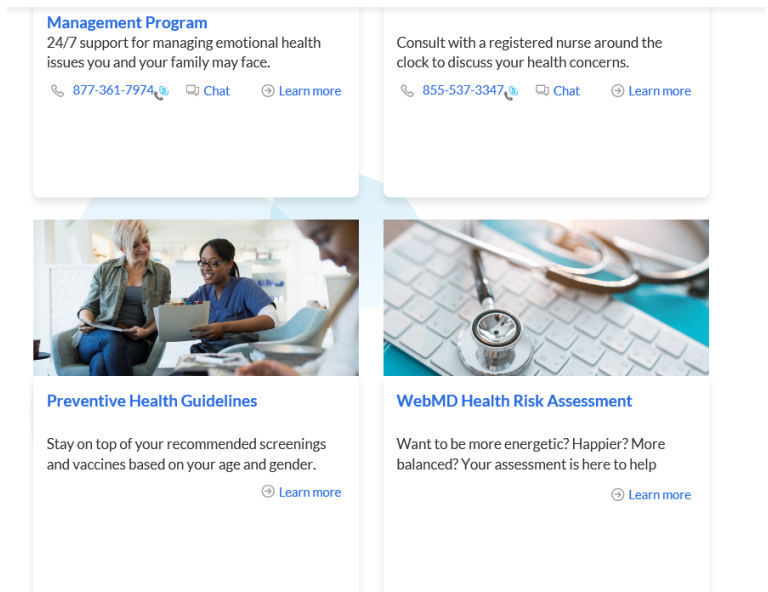 Management Program
24/7 support for managing emotional health
issues you and your family may face.
877-361-7974
Chat
Learn more
Consult with a registered nurse around the
clock to discuss your health concerns.
855-537-3347
Chat
Learn more
Preventive Health Guidelines
Stay on top of your recommended screenings
and vaccines based on your age and gender.
Learn more
WebMD Health Risk Assessment
Want to be more energetic? Happier? More
balanced? Your assessment is here to help
Learn more